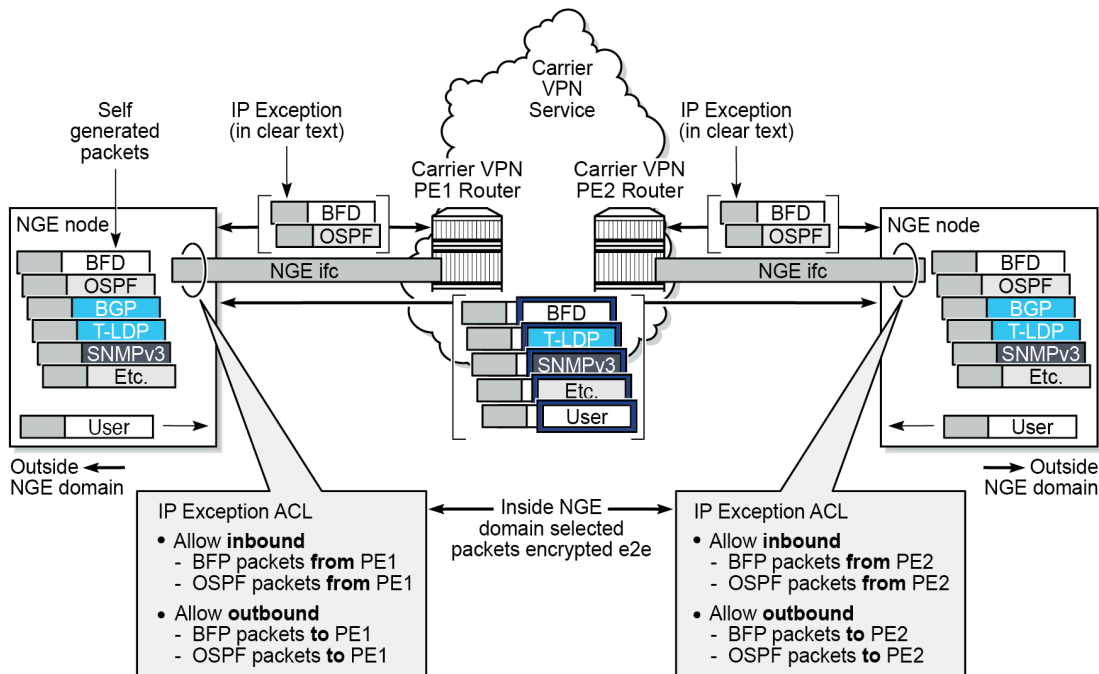 Carrier
VPN
Service
Self
generated
packets
IP Exception
(in clear text)
IP Exception
(in clear text)
Carrier VPN
PE1 Router
Carrier VPN
PE2 Router
NGE node
BFD
OSPF
BFD
OSPF
NGE node
BFD
OSPF
BGP
T-LDP
SNMPv3
Etc.
User
NGE ifc
NGE ifc
BFD
T-LDP
SNMPv3
Etc.
User
BFD
OSPF
BGP
T-LDP
SNMPv3
Etc.
User
Outside
NGE domain
Outside
NGE domain
IP Exception ACL
• Allow inbound
- BFP packets from PE1
- OSPF packets from PE1
• Allow outbound
- BFP packets to PE1
- OSPF packets to PE1
Inside NGE
domain selected
packets encrypted e2e
IP Exception ACL
• Allow inbound
- BFP packets from PE2
- OSPF packets from PE2
• Allow outbound
- BFP packets to PE2
- OSPF packets to PE2